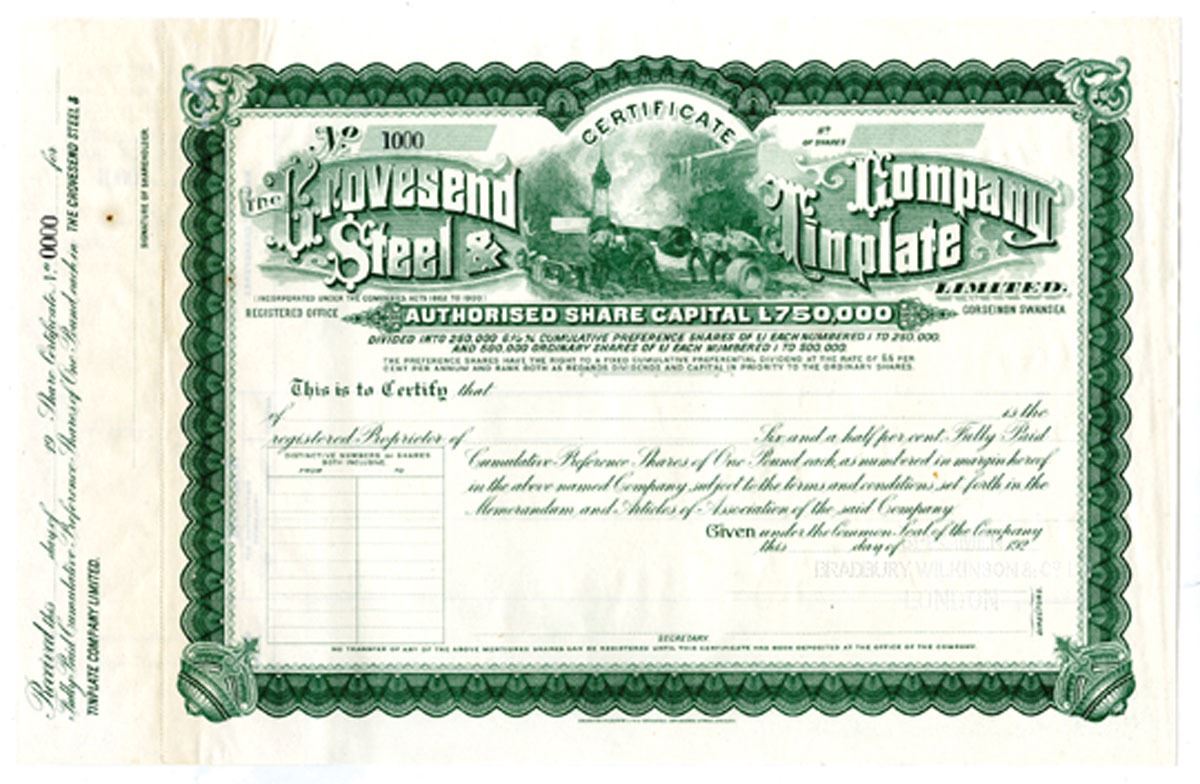 CERTIFICATE
No 1000
No
OF SHARES
The Grovesend Steel & Tinplate Company
LIMITED.
(INCORPORATED UNDER THE COMPANIES ACTS 1862 TO 1900)
REGISTERED OFFICE
AUTHORISED SHARE CAPITAL £750,000
GORSEINON SWANSEA
DIVIDED INTO 250,000 6½% CUMULATIVE PREFERENCE SHARES OF £1 EACH NUMBERED 1 TO 250,000.
AND 500,000 ORDINARY SHARES OF £1 EACH NUMBERED 1 TO 500,000.
THE PREFERENCE SHARES HAVE THE RIGHT TO A FIXED CUMULATIVE PREFERENTIAL DIVIDEND AT THE RATE OF 6½ PER
CENT PER ANNUM AND RANK BOTH AS REGARDS DIVIDENDS AND CAPITAL IN PRIORITY TO THE ORDINARY SHARES.
This is to Certify that
of is the
registered Proprietor of Six and a half per cent. Fully Paid
Cumulative Preference Shares of One Pound each, as numbered in margin hereof
in the above named Company, subject to the terms and conditions set forth in the
Memorandum and Articles of Association of the said Company
DISTINCTIVE NUMBERS OF SHARES
BOTH INCLUSIVE.
FROM TO
Given under the Common Seal of the Company
this day of 192
BRADBURY, WILKINSON & Co
LONDON
DIRECTORS
SECRETARY
NO TRANSFER OF ANY OF THE ABOVE MENTIONED SHARES CAN BE REGISTERED UNTIL THIS CERTIFICATE HAS BEEN DEPOSITED AT THE OFFICE OF THE COMPANY.
Received this day of 19 Share Certificate No 0000 for
Fully Paid Cumulative Preference Shares of One Pound each in THE GROVESEND STEEL &
TINPLATE COMPANY LIMITED.
SIGNATURE OF SHAREHOLDER